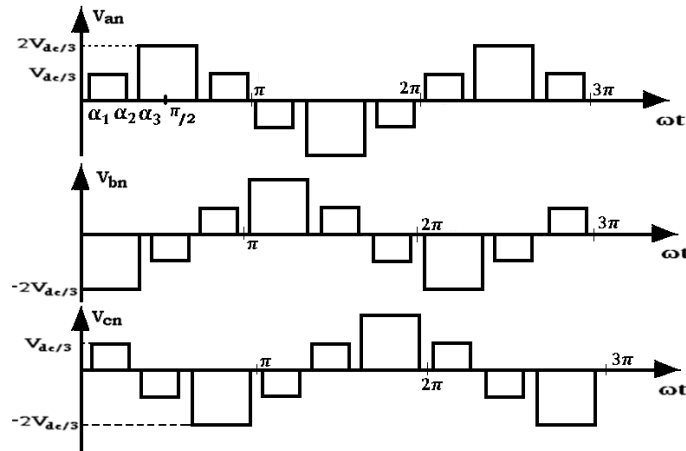 Van
2Vdc/3
Vdc/3
α1 α2 α3 π/2 π 2π 3π
ωt
Vbn
π 2π 3π
ωt
-2Vdc/3
Vcn
Vdc/3
π 2π 3π
ωt
-2Vdc/3